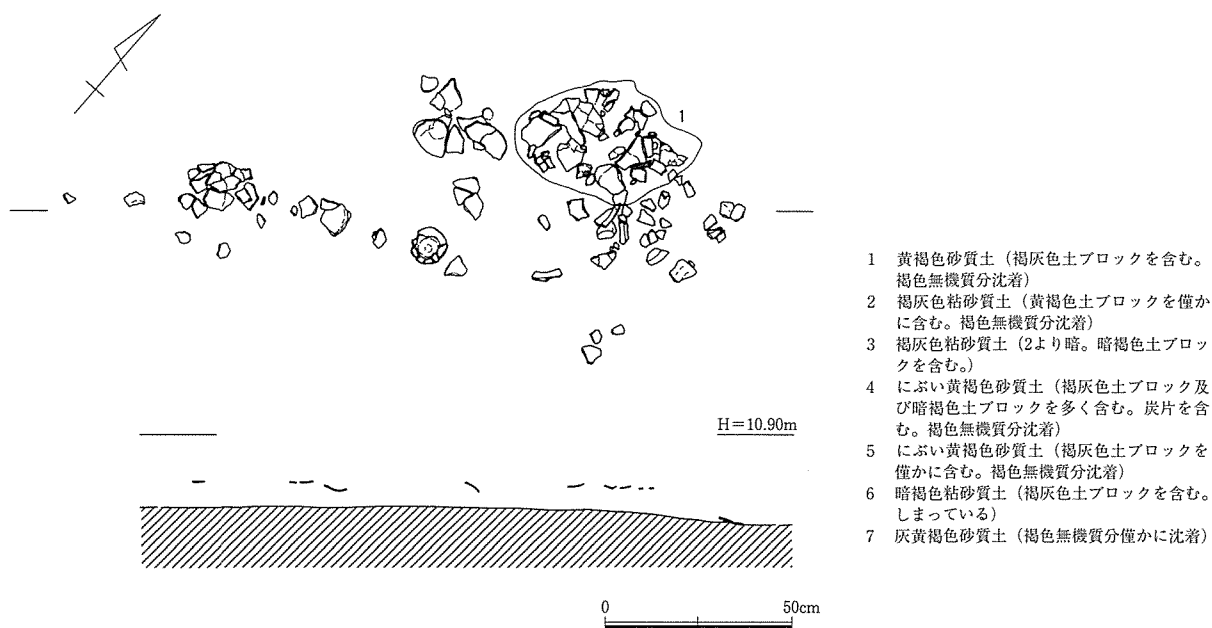 1
1 黄褐色砂質土（褐灰色土ブロックを含む。
褐色無機質分沈着）
2 褐灰色粘砂質土（黄褐色土ブロックを僅か
に含む。褐色無機質分沈着）
3 褐灰色粘砂質土（2より暗。暗褐色土ブロッ
クを含む。）
4 にぶい黄褐色砂質土（褐灰色土ブロック及
び暗褐色土ブロックを多く含む。炭片を含
む。褐色無機質分沈着）
5 にぶい黄褐色砂質土（褐灰色土ブロックを
僅かに含む。褐色無機質分沈着）
6 暗褐色粘砂質土（褐灰色土ブロックを含む。
しまっている）
7 灰黄褐色砂質土（褐色無機質分僅かに沈着）
H＝10.90m
0 50cm